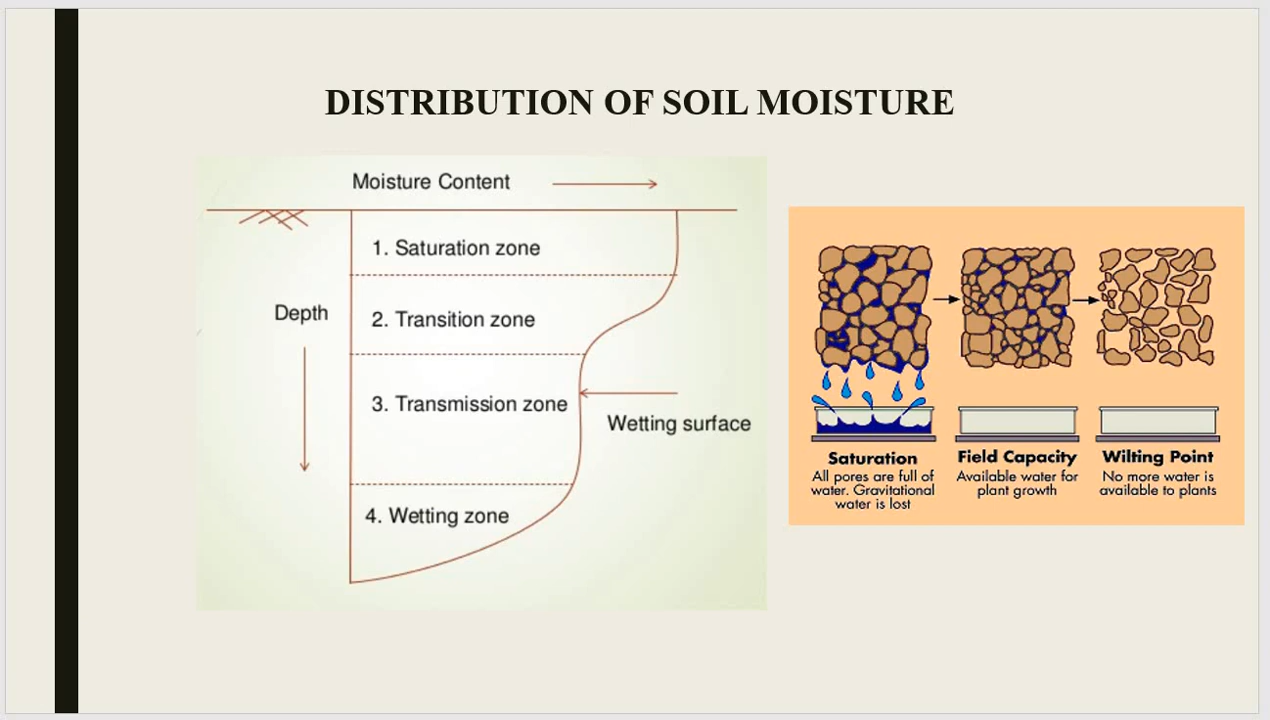 DISTRIBUTION OF SOIL MOISTURE
Moisture Content
1. Saturation zone
2. Transition zone
Depth
3. Transmission zone
Wetting surface
4. Wetting zone
Saturation
All pores are full of
water. Gravitational
water is lost
Field Capacity
Available water for
plant growth
Wilting Point
No more water is
available to plants